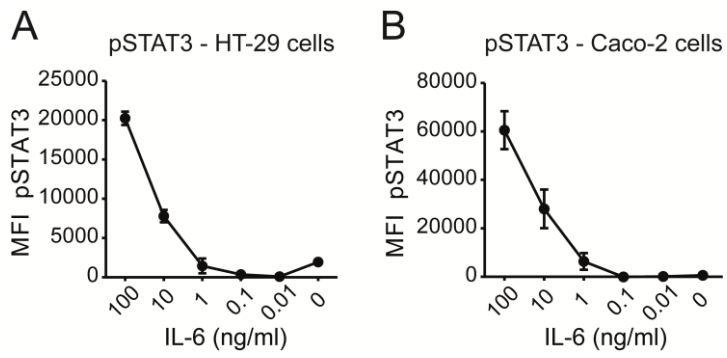 A
pSTAT3 - HT-29 cells
25000
20000
15000
10000
5000
0
MFI pSTAT3
100
10
1
0.1
0.01
0
IL-6 (ng/ml)
B
pSTAT3 - Caco-2 cells
80000
60000
40000
20000
0
MFI pSTAT3
100
10
1
0.1
0.01
0
IL-6 (ng/ml)